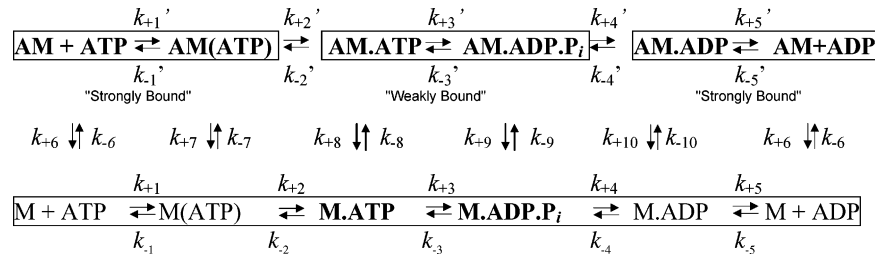 k+1’ k+2’ k+3’ k+4’ k+5’
AM + ATP ⇌ AM(ATP) ⇌ AM.ATP ⇌ AM.ADP.Pi ⇌ AM.ADP ⇌ AM+ADP
k-1’ k-2’ k-3’ k-4’ k-5’
"Strongly Bound" "Weakly Bound" "Strongly Bound"
k+6 k-6 k+7 k-7 k+8 k-8 k+9 k-9 k+10 k-10 k+6 k-6
k+1 k+2 k+3 k+4 k+5
M + ATP ⇌ M(ATP) ⇌ M.ATP ⇌ M.ADP.Pi ⇌ M.ADP ⇌ M + ADP
k-1 k-2 k-3 k-4 k-5